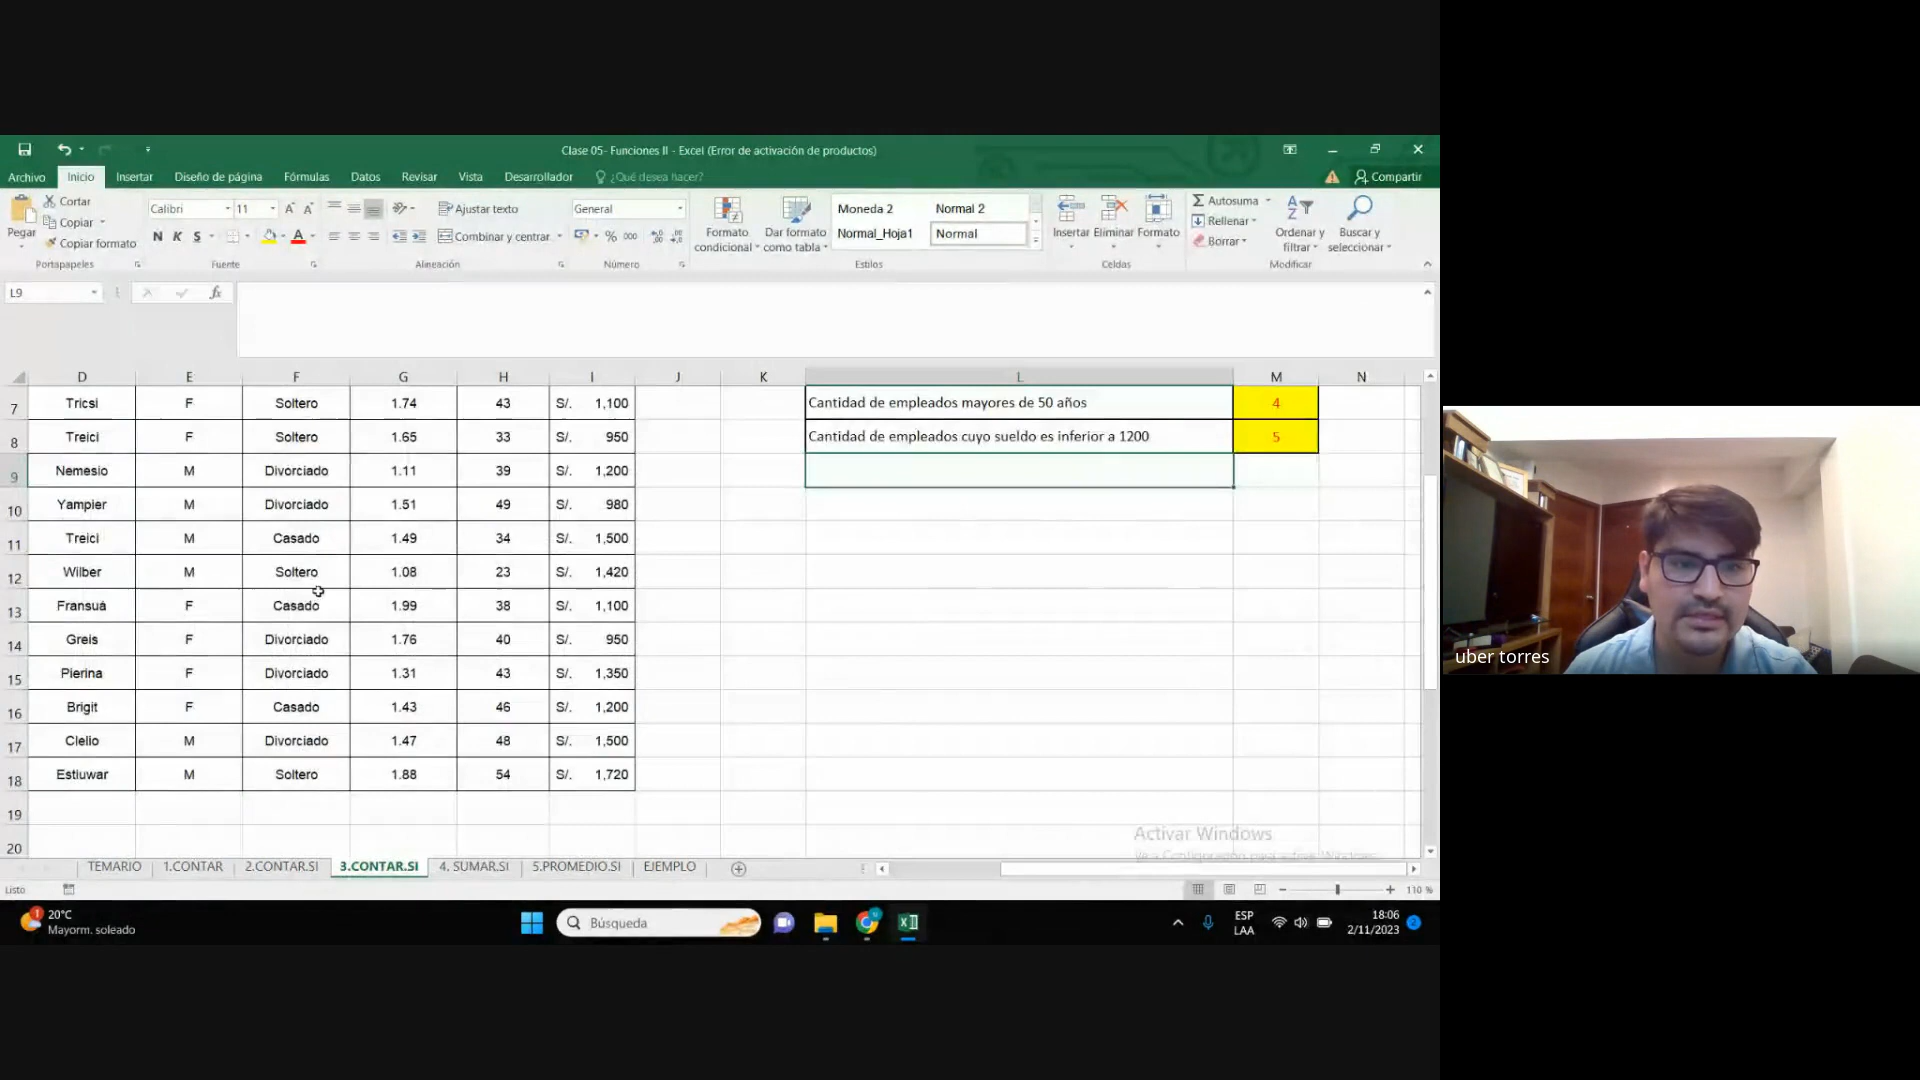 Clase 05- Funciones II - Excel (Error de activación de productos)
Archivo Inicio Insertar Diseño de página Fórmulas Datos Revisar Vista Desarrollador ¿Qué desea hacer? Compartir
Pegar
Cortar
Copiar
Copiar formato
Portapapeles
Calibri 11
N K S
Fuente
Ajustar texto
Combinar y centrar
Alineación
General
% 000
Número
Formato condicional
Dar formato como tabla
Moneda 2 Normal 2
Normal_Hoja1 Normal
Estilos
Insertar Eliminar Formato
Celdas
Autosuma
Rellenar
Borrar
Ordenar y filtrar
Buscar y seleccionar
Modificar
L9 fx
D E F G H I J K L M N
7 Tricsi F Soltero 1.74 43 S/. 1,100 Cantidad de empleados mayores de 50 años 4
8 Treici F Soltero 1.65 33 S/. 950 Cantidad de empleados cuyo sueldo es inferior a 1200 5
9 Nemesio M Divorciado 1.11 39 S/. 1,200
10 Yampier M Divorciado 1.51 49 S/. 980
11 Treici M Casado 1.49 34 S/. 1,500
12 Wilber M Soltero 1.08 23 S/. 1,420
13 Fransuá F Casado 1.99 38 S/. 1,100
14 Greis F Divorciado 1.76 40 S/. 950
15 Pierina F Divorciado 1.31 43 S/. 1,350
16 Brigit F Casado 1.43 46 S/. 1,200
17 Clelio M Divorciado 1.47 48 S/. 1,500
18 Estiuwar M Soltero 1.88 54 S/. 1,720
19
20
Activar Windows
TEMARIO 1.CONTAR 2.CONTAR.SI 3.CONTAR.SI 4. SUMAR.SI 5.PROMEDIO.SI EJEMPLO
Listo 110 %
20°C
Mayorm. soleado
Búsqueda
ESP
LAA
18:06
2/11/2023
uber torres